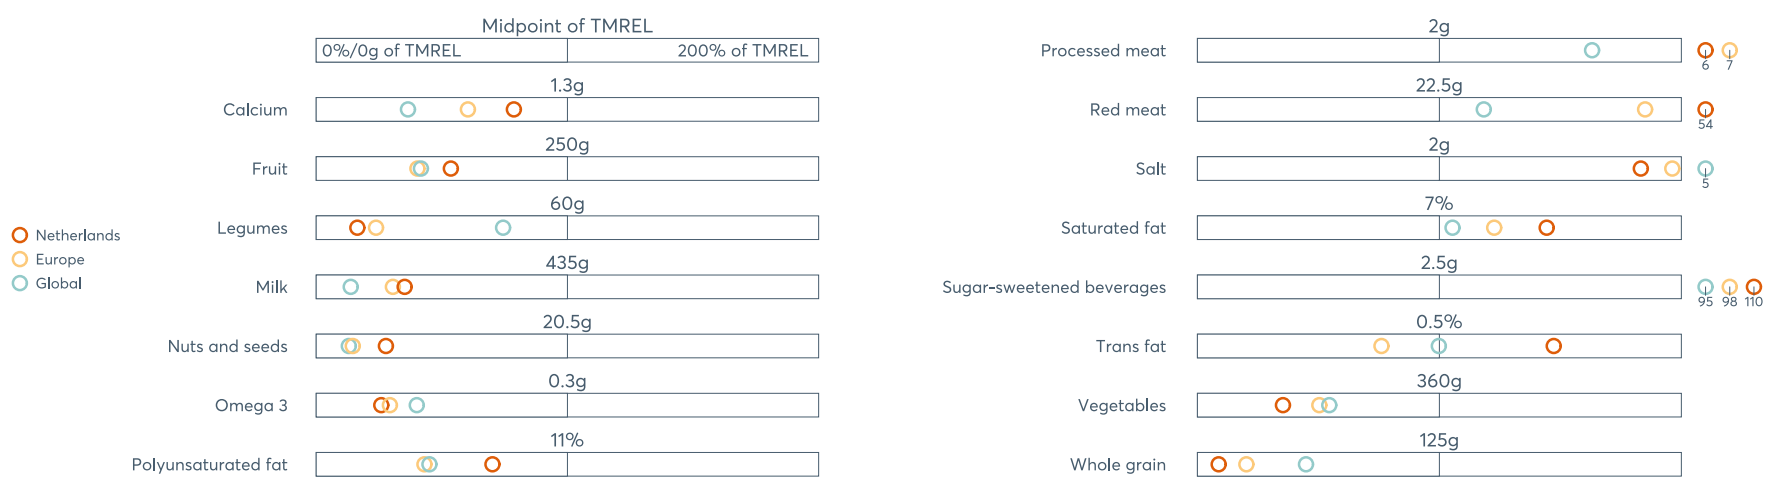 Midpoint of TMREL
0%/0g of TMREL
200% of TMREL
1.3g
Calcium
250g
Fruit
60g
Legumes
435g
Milk
20.5g
Nuts and seeds
0.3g
Omega 3
11%
Polyunsaturated fat
Netherlands
Europe
Global
2g
Processed meat
6 7
22.5g
Red meat
54
2g
Salt
5
7%
Saturated fat
2.5g
Sugar-sweetened beverages
95 98 110
0.5%
Trans fat
360g
Vegetables
125g
Whole grain